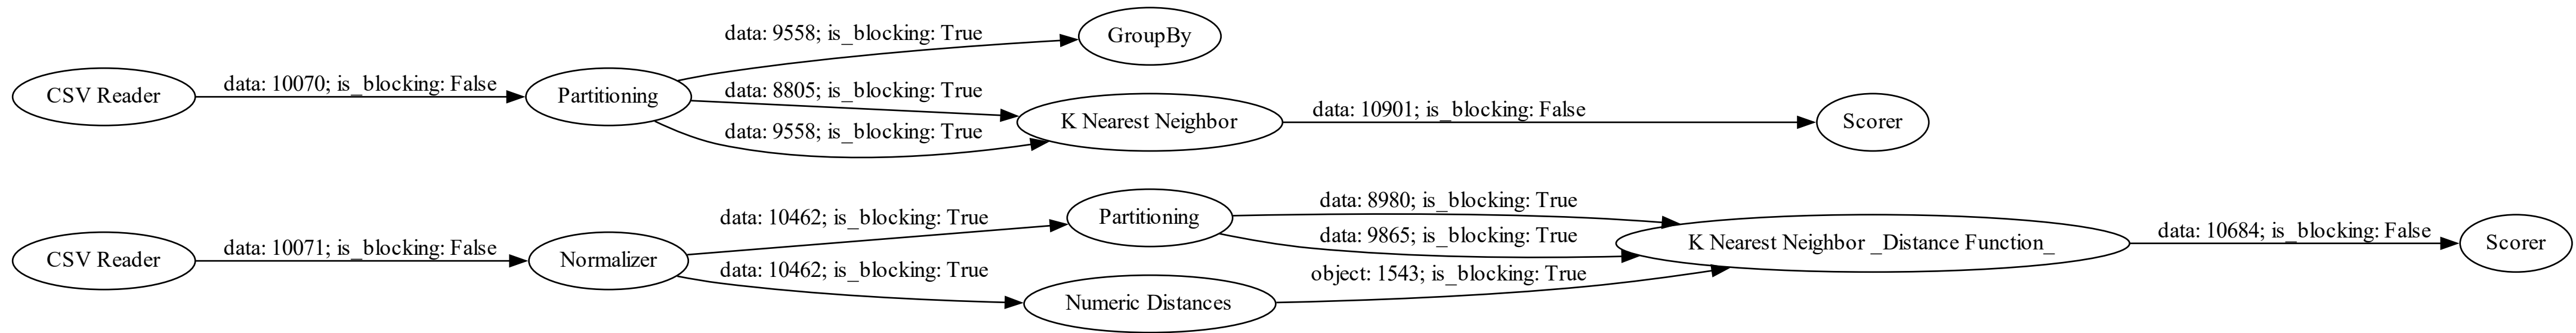 data: 9558; is_blocking: True
GroupBy
CSV Reader
data: 10070; is_blocking: False
Partitioning
data: 8805; is_blocking: True
K Nearest Neighbor
data: 10901; is_blocking: False
Scorer
data: 9558; is_blocking: True
CSV Reader
data: 10071; is_blocking: False
Normalizer
data: 10462; is_blocking: True
Partitioning
data: 8980; is_blocking: True
data: 9865; is_blocking: True
K Nearest Neighbor _Distance Function_
data: 10684; is_blocking: False
Scorer
data: 10462; is_blocking: True
Numeric Distances
object: 1543; is_blocking: True